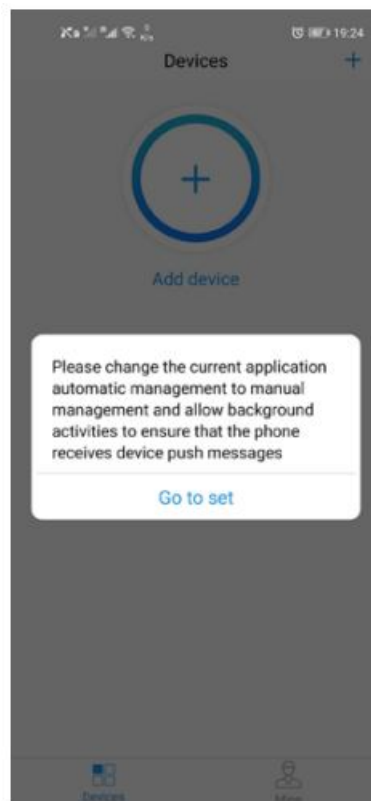 19:24
Devices
+
+
Add device
Please change the current application
automatic management to manual
management and allow background
activities to ensure that the phone
receives device push messages
Go to set
Devices
Mine